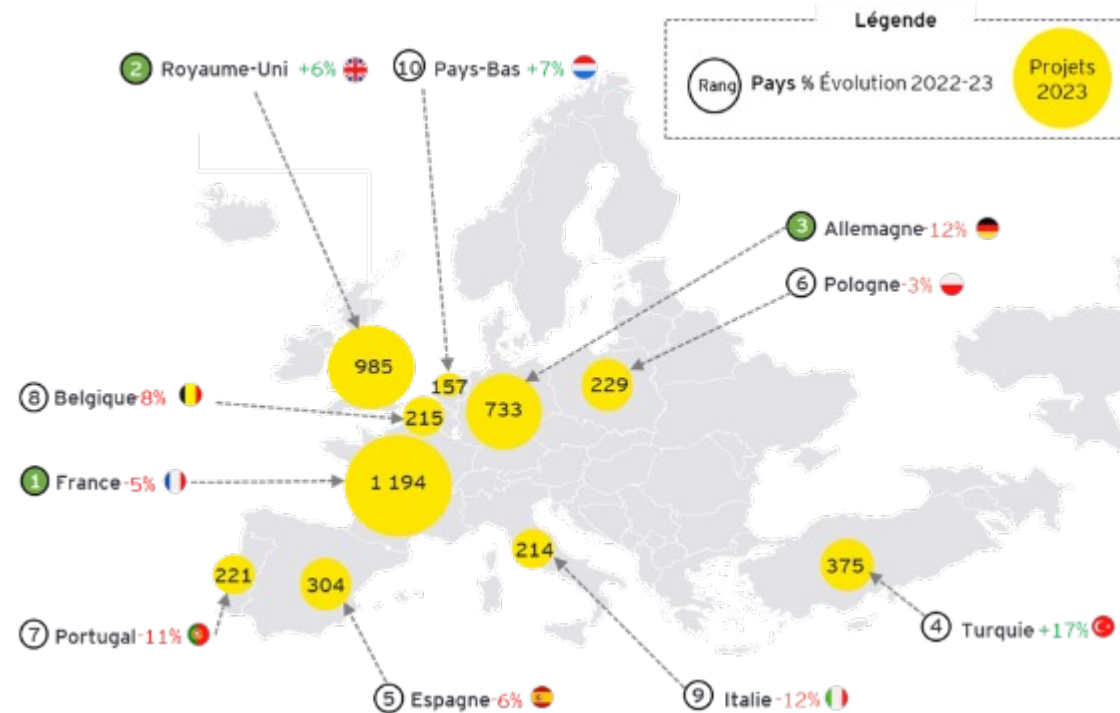 Légende
Rang Pays % Évolution 2022-23
Projets
2023
2 Royaume-Uni +6%
10 Pays-Bas +7%
3 Allemagne-12%
6 Pologne-3%
985
157
733
229
8 Belgique-8%
215
1 France-5%
1 194
214
375
221
304
7 Portugal-11%
4 Turquie +17%
5 Espagne-6%
9 Italie -12%